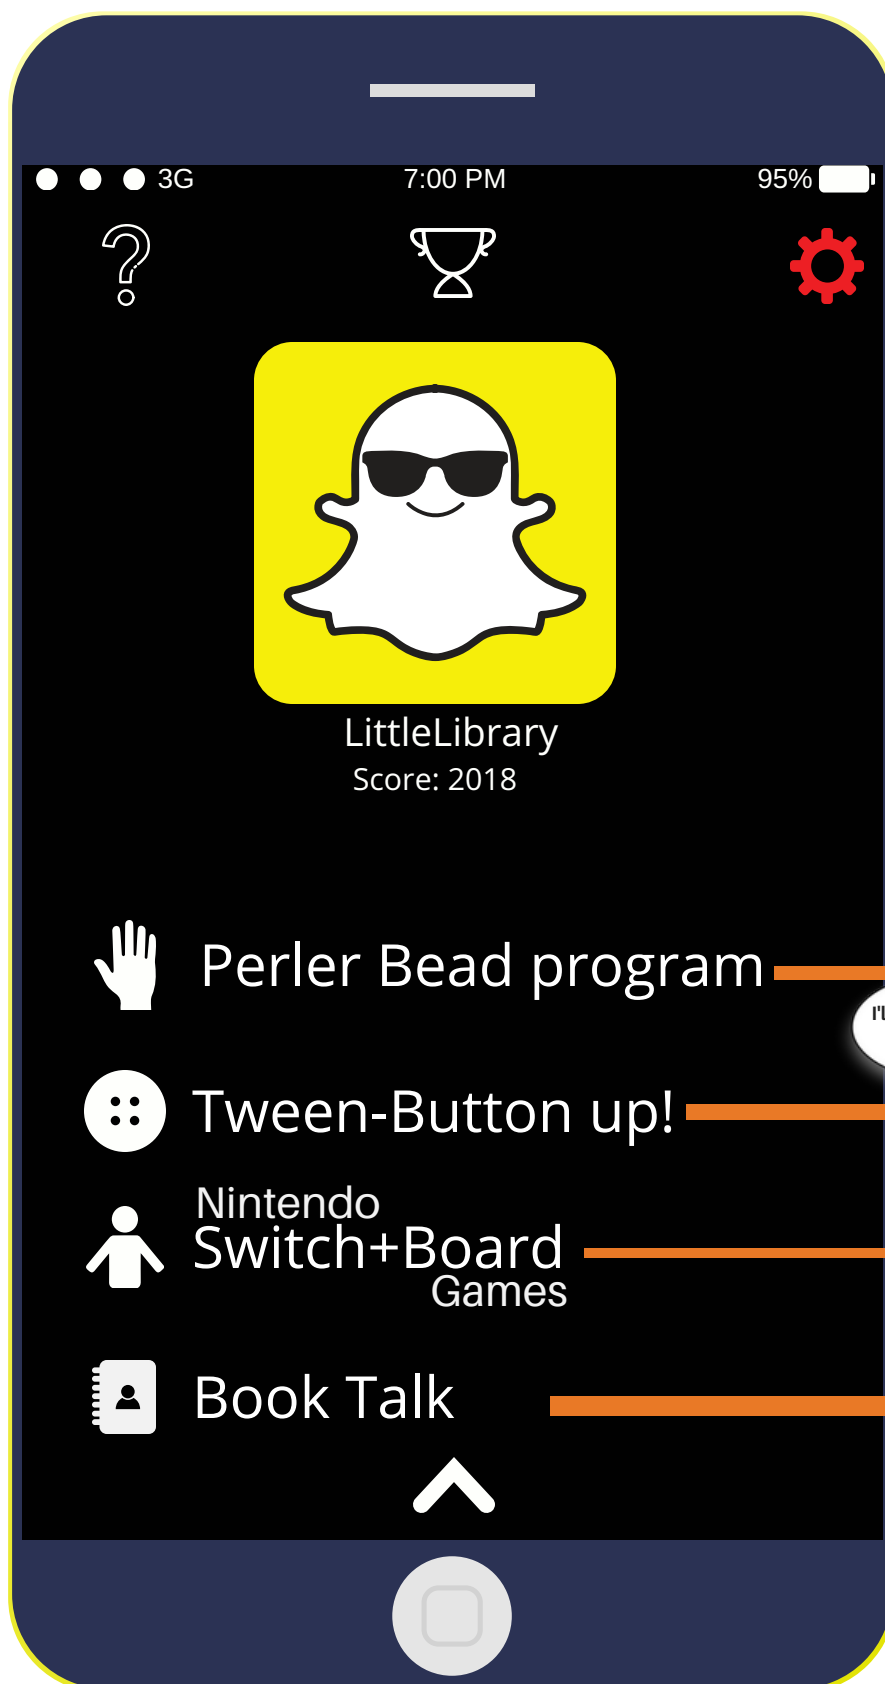 3G 7:00 PM 95%
LittleLibrary
Score: 2018
Perler Bead program
Tween-Button up!
Nintendo
Switch+Board
Games
Book Talk